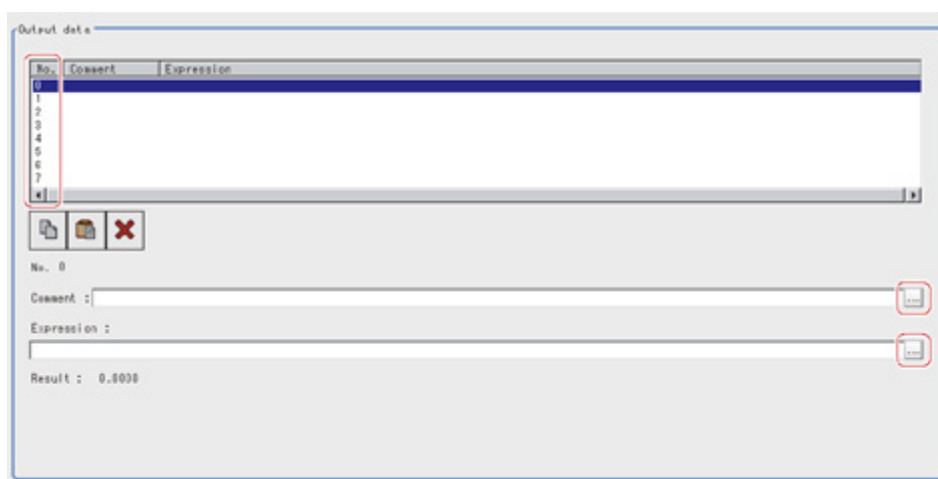 Output data
No. Comment Expression
0
1
2
3
4
5
6
7
No. 0
Comment :
...
Expression :
...
Result : 0.0000